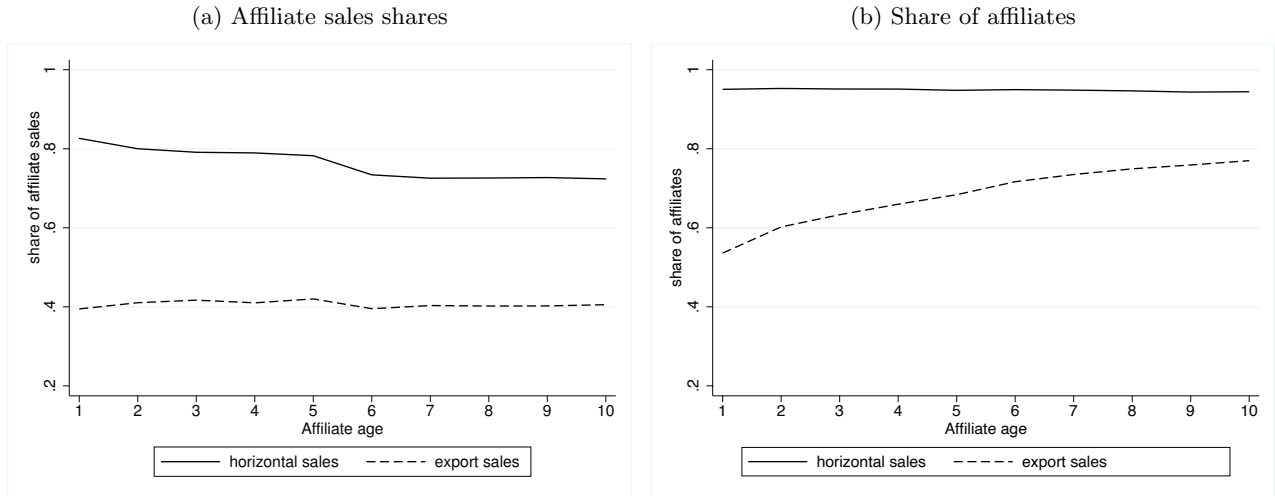 (a) Affiliate sales shares
share of affiliate sales
1
.8
.6
.4
.2
1 2 3 4 5 6 7 8 9 10
Affiliate age
horizontal sales export sales
(b) Share of affiliates
share of affiliates
1
.8
.6
.4
.2
1 2 3 4 5 6 7 8 9 10
Affiliate age
horizontal sales export sales